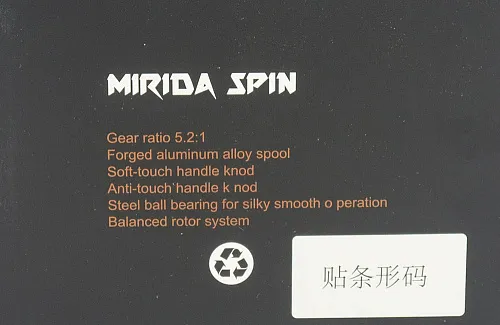 MIRIDA SPIN
Gear ratio 5.2:1
Forged aluminum alloy spool
Soft-touch handle knod
Anti-touch handle k nod
Steel ball bearing for silky smooth o peration
Balanced rotor system
贴条形码